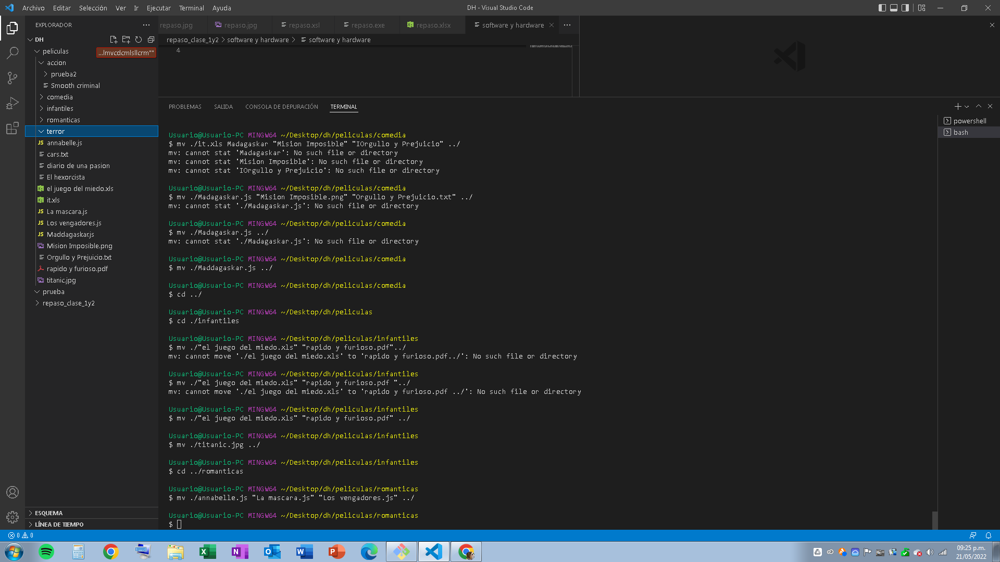 Archivo Editar Selección Ver Ir Ejecutar Terminal Ayuda
DH - Visual Studio Code
EXPLORADOR
repaso.jpg
repaso.jpg
repaso.xsl
repaso.exe
repaso.xlsx
software y hardware
repaso_clase_1y2 > software y hardware > software y hardware
4
DH
peliculas
...lmvcdcmlsllcrm""
accion
prueba2
Smooth criminal
comedia
infantiles
romanticas
terror
annabelle.js
cars.txt
diario de una pasion
El hexorcista
el juego del miedo.xls
it.xls
La mascara.js
Los vengadores.js
Maddagaskar.js
Mision Imposible.png
Orgullo y Prejuicio.txt
rapido y furioso.pdf
titanic.jpg
prueba
repaso_clase_1y2
ESQUEMA
LÍNEA DE TIEMPO
PROBLEMAS SALIDA CONSOLA DE DEPURACIÓN TERMINAL
powershell
bash
Usuario@Usuario-PC MINGW64 ~/Desktop/dh/peliculas/comedia
$ mv ./it.xls Madagaskar "Mision Imposible" "IOrgullo y Prejuicio" ../
mv: cannot stat 'Madagaskar': No such file or directory
mv: cannot stat 'Mision Imposible': No such file or directory
mv: cannot stat 'IOrgullo y Prejuicio': No such file or directory
Usuario@Usuario-PC MINGW64 ~/Desktop/dh/peliculas/comedia
$ mv ./Madagaskar.js "Mision Imposible.png" "Orgullo y Prejuicio.txt" ../
mv: cannot stat './Madagaskar.js': No such file or directory
Usuario@Usuario-PC MINGW64 ~/Desktop/dh/peliculas/comedia
$ mv ./Madagaskar.js ../
mv: cannot stat './Madagaskar.js': No such file or directory
Usuario@Usuario-PC MINGW64 ~/Desktop/dh/peliculas/comedia
$ mv ./Maddagaskar.js ../
Usuario@Usuario-PC MINGW64 ~/Desktop/dh/peliculas/comedia
$ cd ../
Usuario@Usuario-PC MINGW64 ~/Desktop/dh/peliculas
$ cd ./infantiles
Usuario@Usuario-PC MINGW64 ~/Desktop/dh/peliculas/infantiles
$ mv ./"el juego del miedo.xls" "rapido y furioso.pdf"../
mv: cannot move './el juego del miedo.xls' to 'rapido y furioso.pdf../': No such file or directory
Usuario@Usuario-PC MINGW64 ~/Desktop/dh/peliculas/infantiles
$ mv ./"el juego del miedo.xls" "rapido y furioso.pdf "../
mv: cannot move './el juego del miedo.xls' to 'rapido y furioso.pdf ../': No such file or directory
Usuario@Usuario-PC MINGW64 ~/Desktop/dh/peliculas/infantiles
$ mv ./"el juego del miedo.xls" "rapido y furioso.pdf" ../
Usuario@Usuario-PC MINGW64 ~/Desktop/dh/peliculas/infantiles
$ mv ./titanic.jpg ../
Usuario@Usuario-PC MINGW64 ~/Desktop/dh/peliculas/infantiles
$ cd ../romanticas
Usuario@Usuario-PC MINGW64 ~/Desktop/dh/peliculas/romanticas
$ mv ./annabelle.js "La mascara.js" "Los vengadores.js" ../
Usuario@Usuario-PC MINGW64 ~/Desktop/dh/peliculas/romanticas
$
0 0
09:25 p.m.
21/05/2022